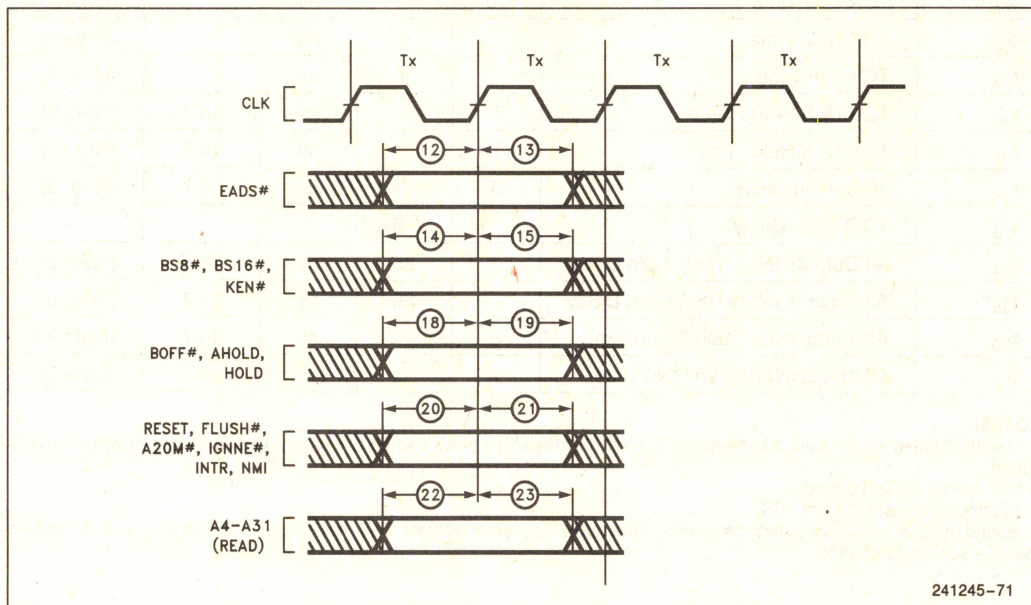 Tx Tx Tx Tx
CLK
12 13
EADS#
14 15
BS8#, BS16#,
KEN#
18 19
BOFF#, AHOLD,
HOLD
20 21
RESET, FLUSH#,
A20M#, IGNNE#,
INTR, NMI
22 23
A4-A31
(READ)
241245-71